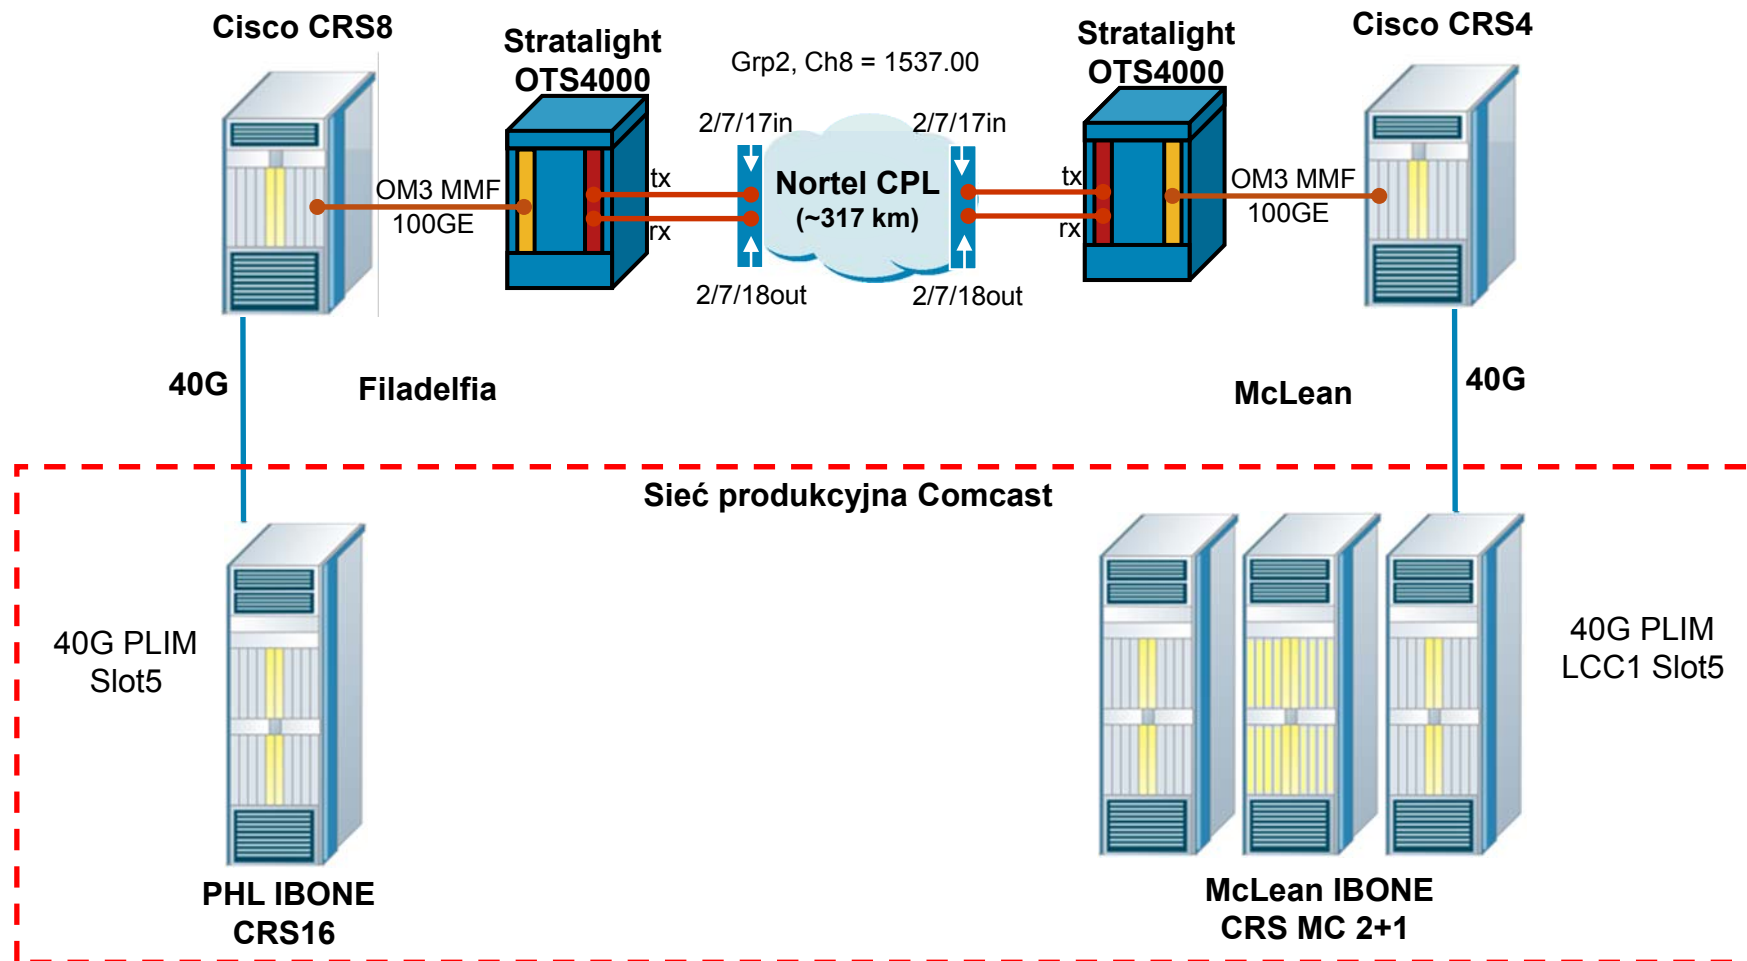 Cisco CRS8
Stratalight
OTS4000
Grp2, Ch8 = 1537.00
Stratalight
OTS4000
Cisco CRS4
2/7/17in
2/7/17in
OM3 MMF
100GE
tx
rx
Nortel CPL
(~317 km)
tx
rx
OM3 MMF
100GE
2/7/18out
2/7/18out
40G
Filadelfia
McLean
40G
Sieć produkcyjna Comcast
40G PLIM
Slot5
40G PLIM
LCC1 Slot5
PHL IBONE
CRS16
McLean IBONE
CRS MC 2+1